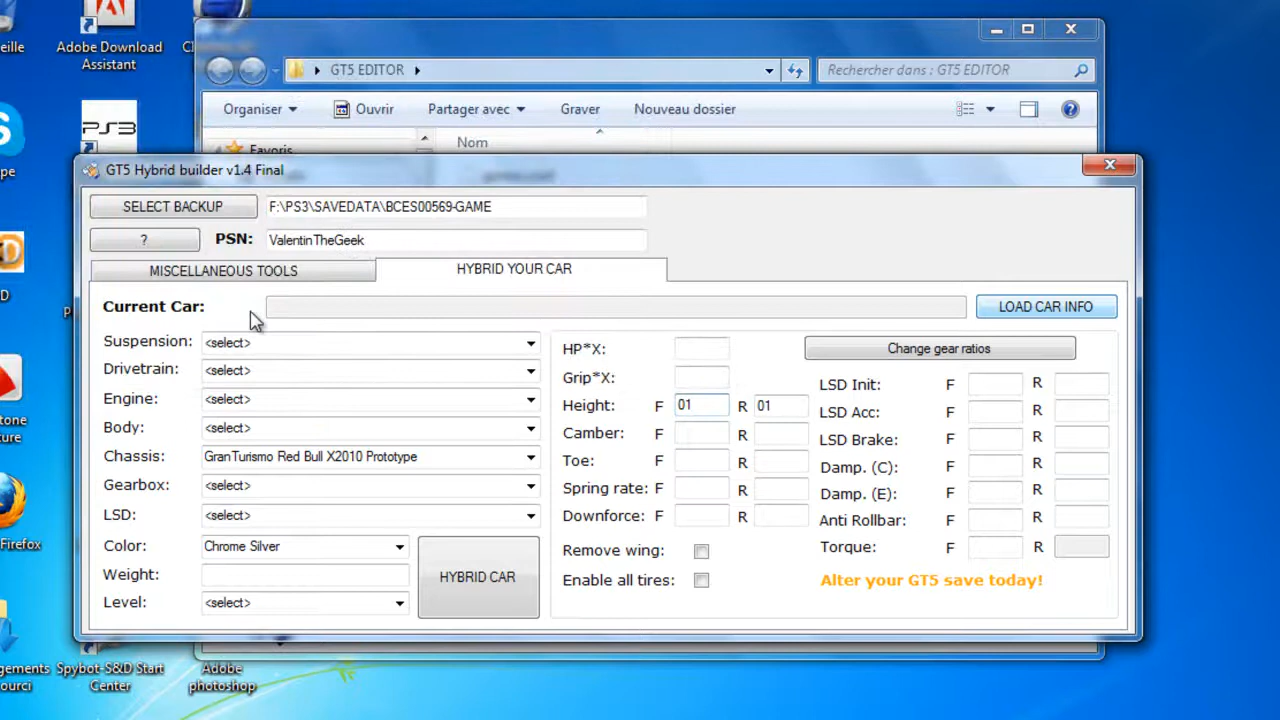 eille
Adobe Download
Assistant
GT5 EDITOR
Rechercher dans : GT5 EDITOR
Organiser
Ouvrir
Partager avec
Graver
Nouveau dossier
PS3
Favoris
Nom
ype
GT5 Hybrid builder v1.4 Final
SELECT BACKUP
F:\PS3\SAVEDATA\BCES00569-GAME
?
PSN:
ValentinTheGeek
MISCELLANEOUS TOOLS
HYBRID YOUR CAR
Current Car:
LOAD CAR INFO
Suspension: <select>
Drivetrain: <select>
Engine: <select>
Body: <select>
Chassis: GranTurismo Red Bull X2010 Prototype
Gearbox: <select>
LSD: <select>
Color: Chrome Silver
Weight:
Level: <select>
HYBRID CAR
HP*X:
Grip*X:
Height: F 01 R 01
Camber: F R
Toe: F R
Spring rate: F R
Downforce: F R
Remove wing:
Enable all tires:
Change gear ratios
LSD Init: F R
LSD Acc: F R
LSD Brake: F R
Damp. (C): F R
Damp. (E): F R
Anti Rollbar: F R
Torque: F R
Alter your GT5 save today!
Firefox
Spybot-S&D Start
Center
Adobe
photoshop